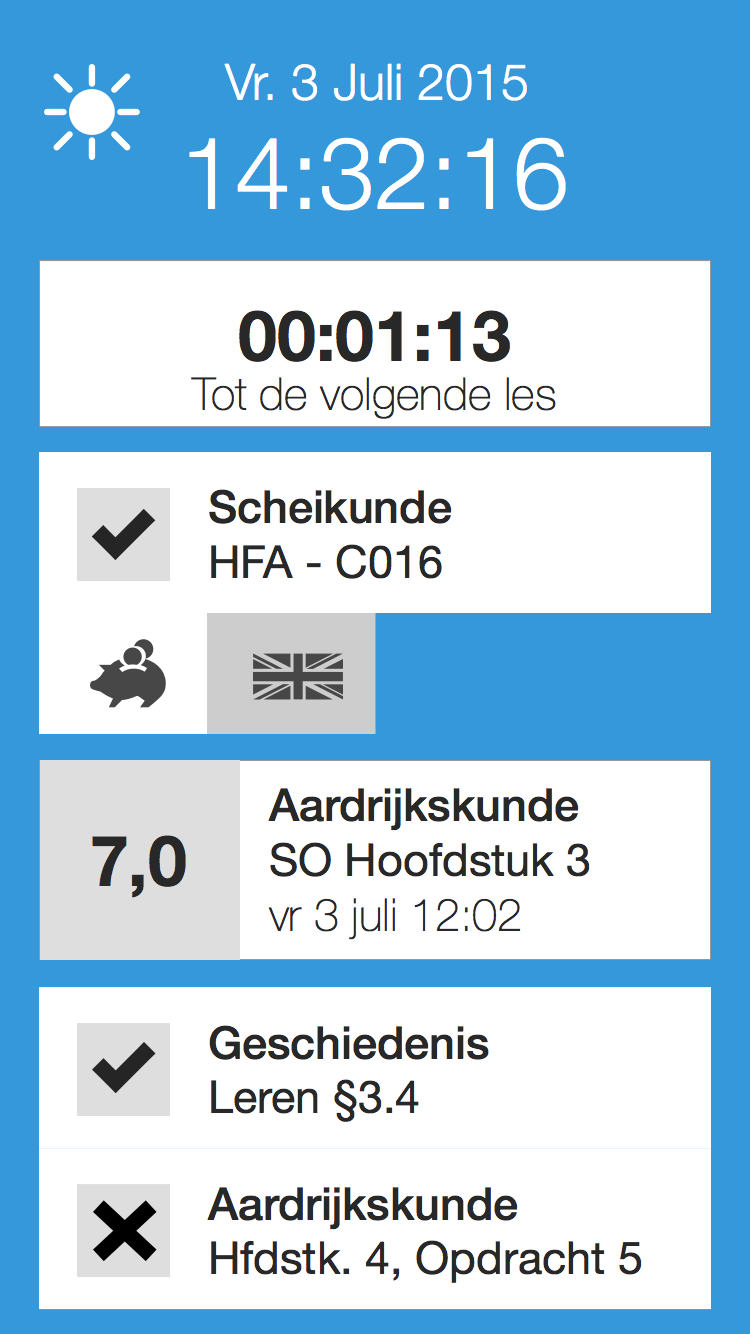 Vr. 3 Juli 2015
14:32:16
00:01:13
Tot de volgende les
Scheikunde
HFA - C016
7,0
Aardrijkskunde
SO Hoofdstuk 3
vr 3 juli 12:02
Geschiedenis
Leren §3.4
Aardrijkskunde
Hfdstk. 4, Opdracht 5